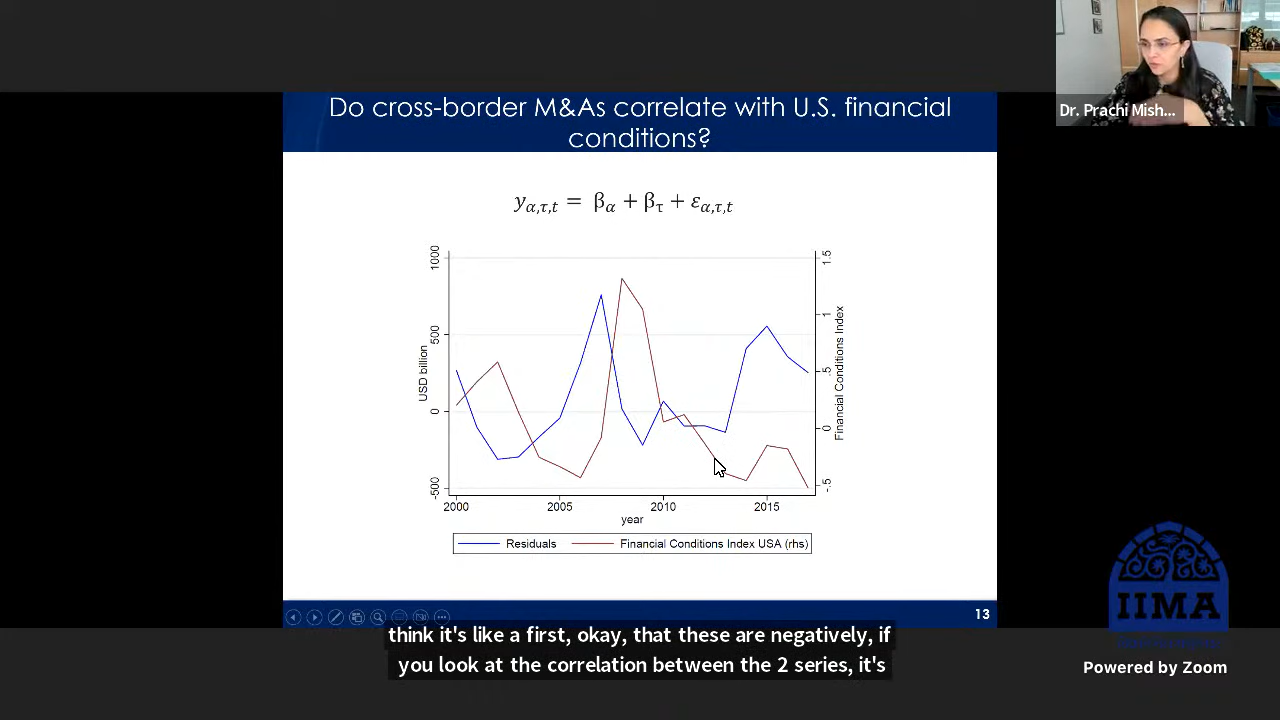 Dr. Prachi Mish...
Do cross-border M&As correlate with U.S. financial
conditions?
yα,τ,t = βα + βτ + εα,τ,t
1000
500
0
-500
USD billion
1.5
1
.5
0
-.5
Financial Conditions Index
2000 2005 2010 2015
year
Residuals Financial Conditions Index USA (rhs)
13
think it's like a first, okay, that these are negatively, if
you look at the correlation between the 2 series, it's
IIMA
Powered by Zoom